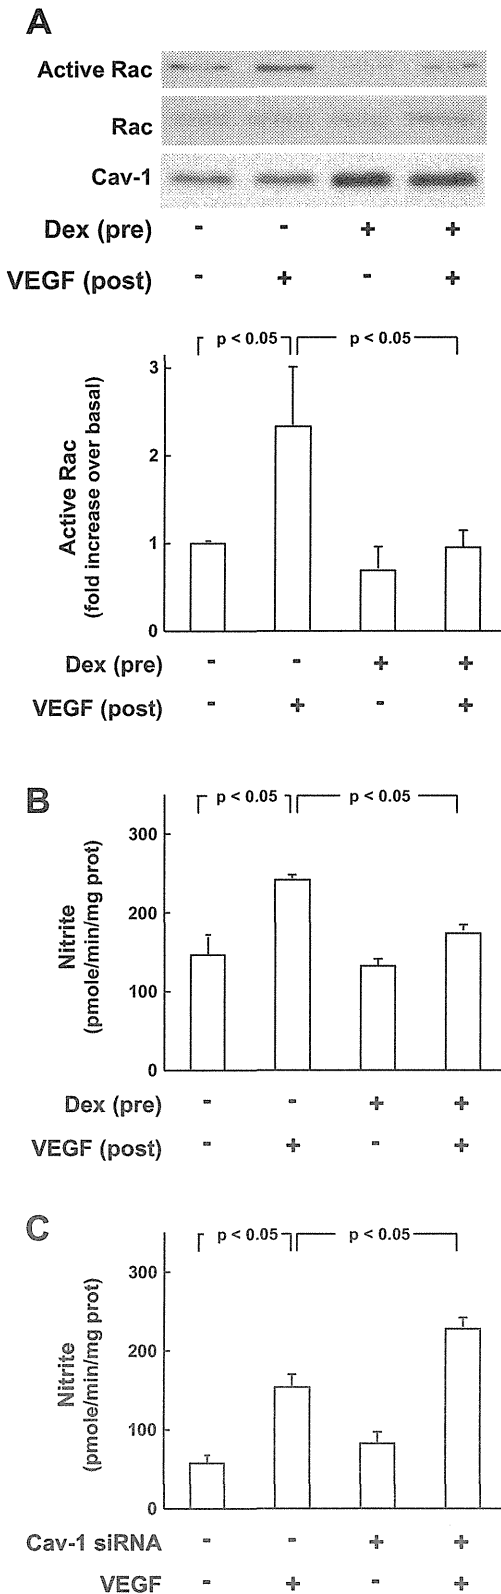 A
Active Rac
Rac
Cav-1
Dex (pre) - - + +
VEGF (post) - + - +
p < 0.05 p < 0.05
3
2
1
0
Active Rac
(fold increase over basal)
Dex (pre) - - + +
VEGF (post) - + - +
B
p < 0.05 p < 0.05
300
200
100
0
Nitrite
(pmole/min/mg prot)
Dex (pre) - - + +
VEGF (post) - + - +
C
p < 0.05 p < 0.05
300
200
100
0
Nitrite
(pmole/min/mg prot)
Cav-1 siRNA - - + +
VEGF - + - +